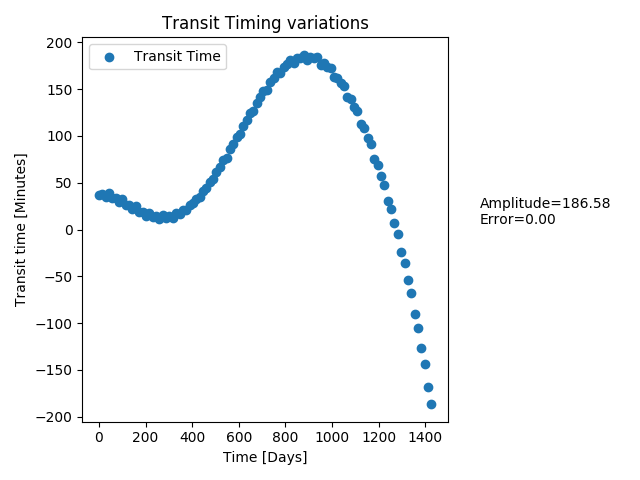 Transit Timing variations
Transit Time
Transit time [Minutes]
200
150
100
50
0
−50
−100
−150
−200
Amplitude=186.58
Error=0.00
0 200 400 600 800 1000 1200 1400
Time [Days]